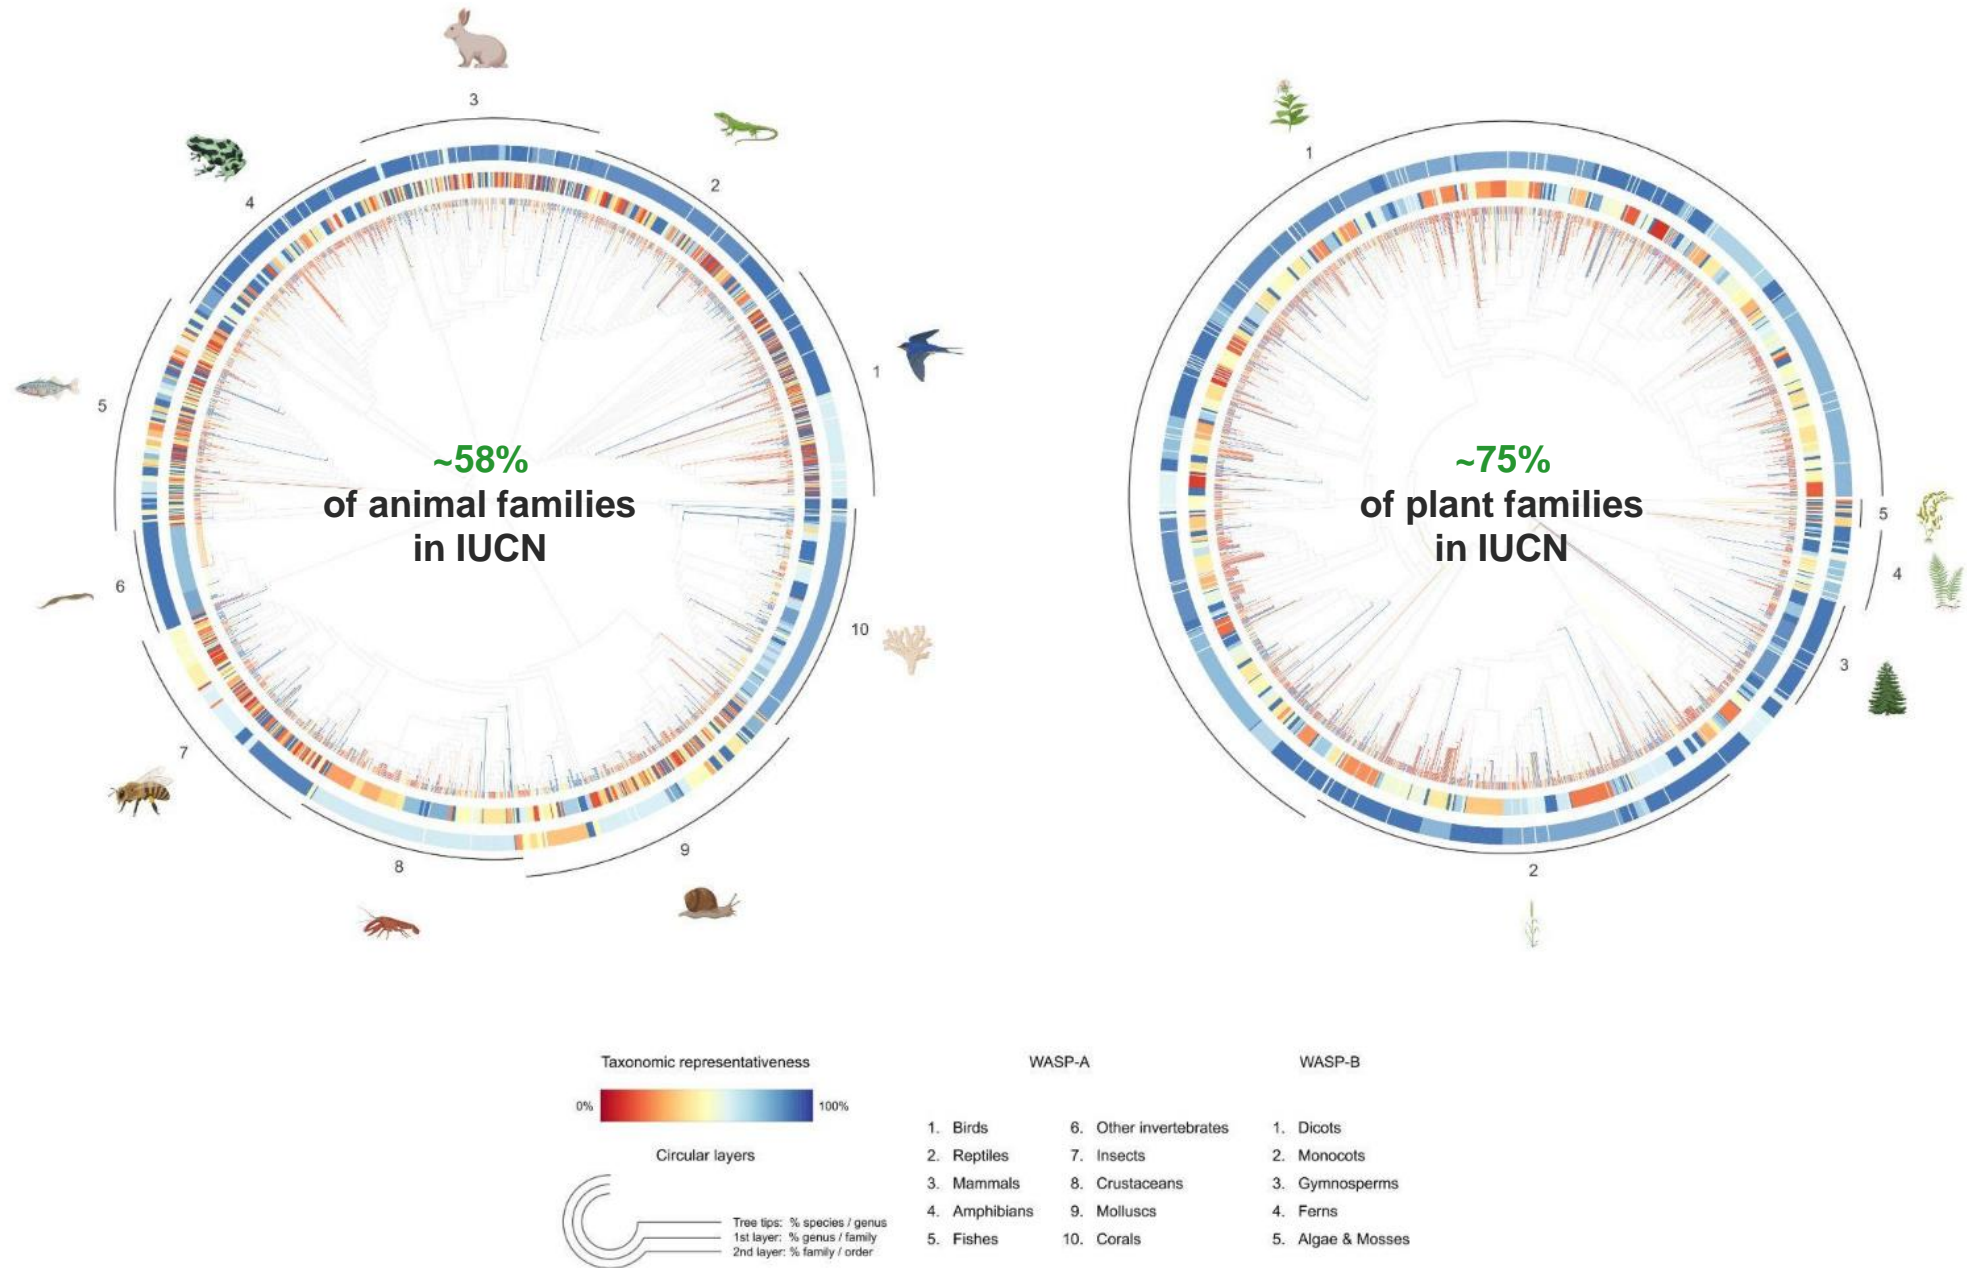 3
2
4
1
5
6
10
7
9
8
~58%
of animal families
in IUCN
1
5
4
3
2
~75%
of plant families
in IUCN
Taxonomic representativeness
0%
100%
Circular layers
Tree tips: % species / genus
1st layer: % genus / family
2nd layer: % family / order
WASP-A
1. Birds
2. Reptiles
3. Mammals
4. Amphibians
5. Fishes
6. Other invertebrates
7. Insects
8. Crustaceans
9. Molluscs
10. Corals
WASP-B
1. Dicots
2. Monocots
3. Gymnosperms
4. Ferns
5. Algae & Mosses